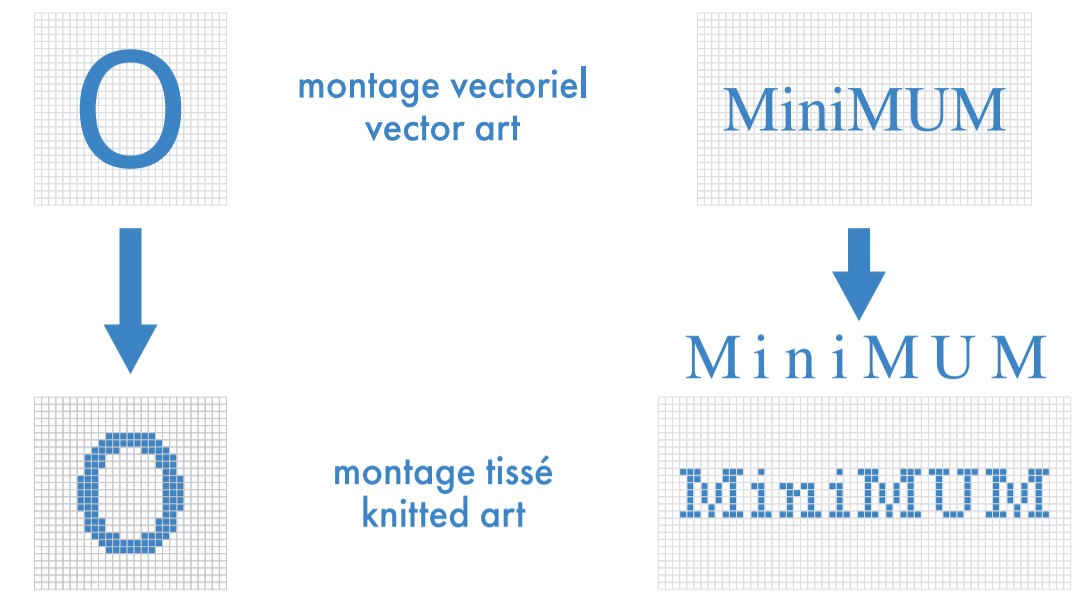 O
montage vectoriel
vector art
MiniMUM
MiniMUM
O
montage tissé
knitted art
MiniMUM